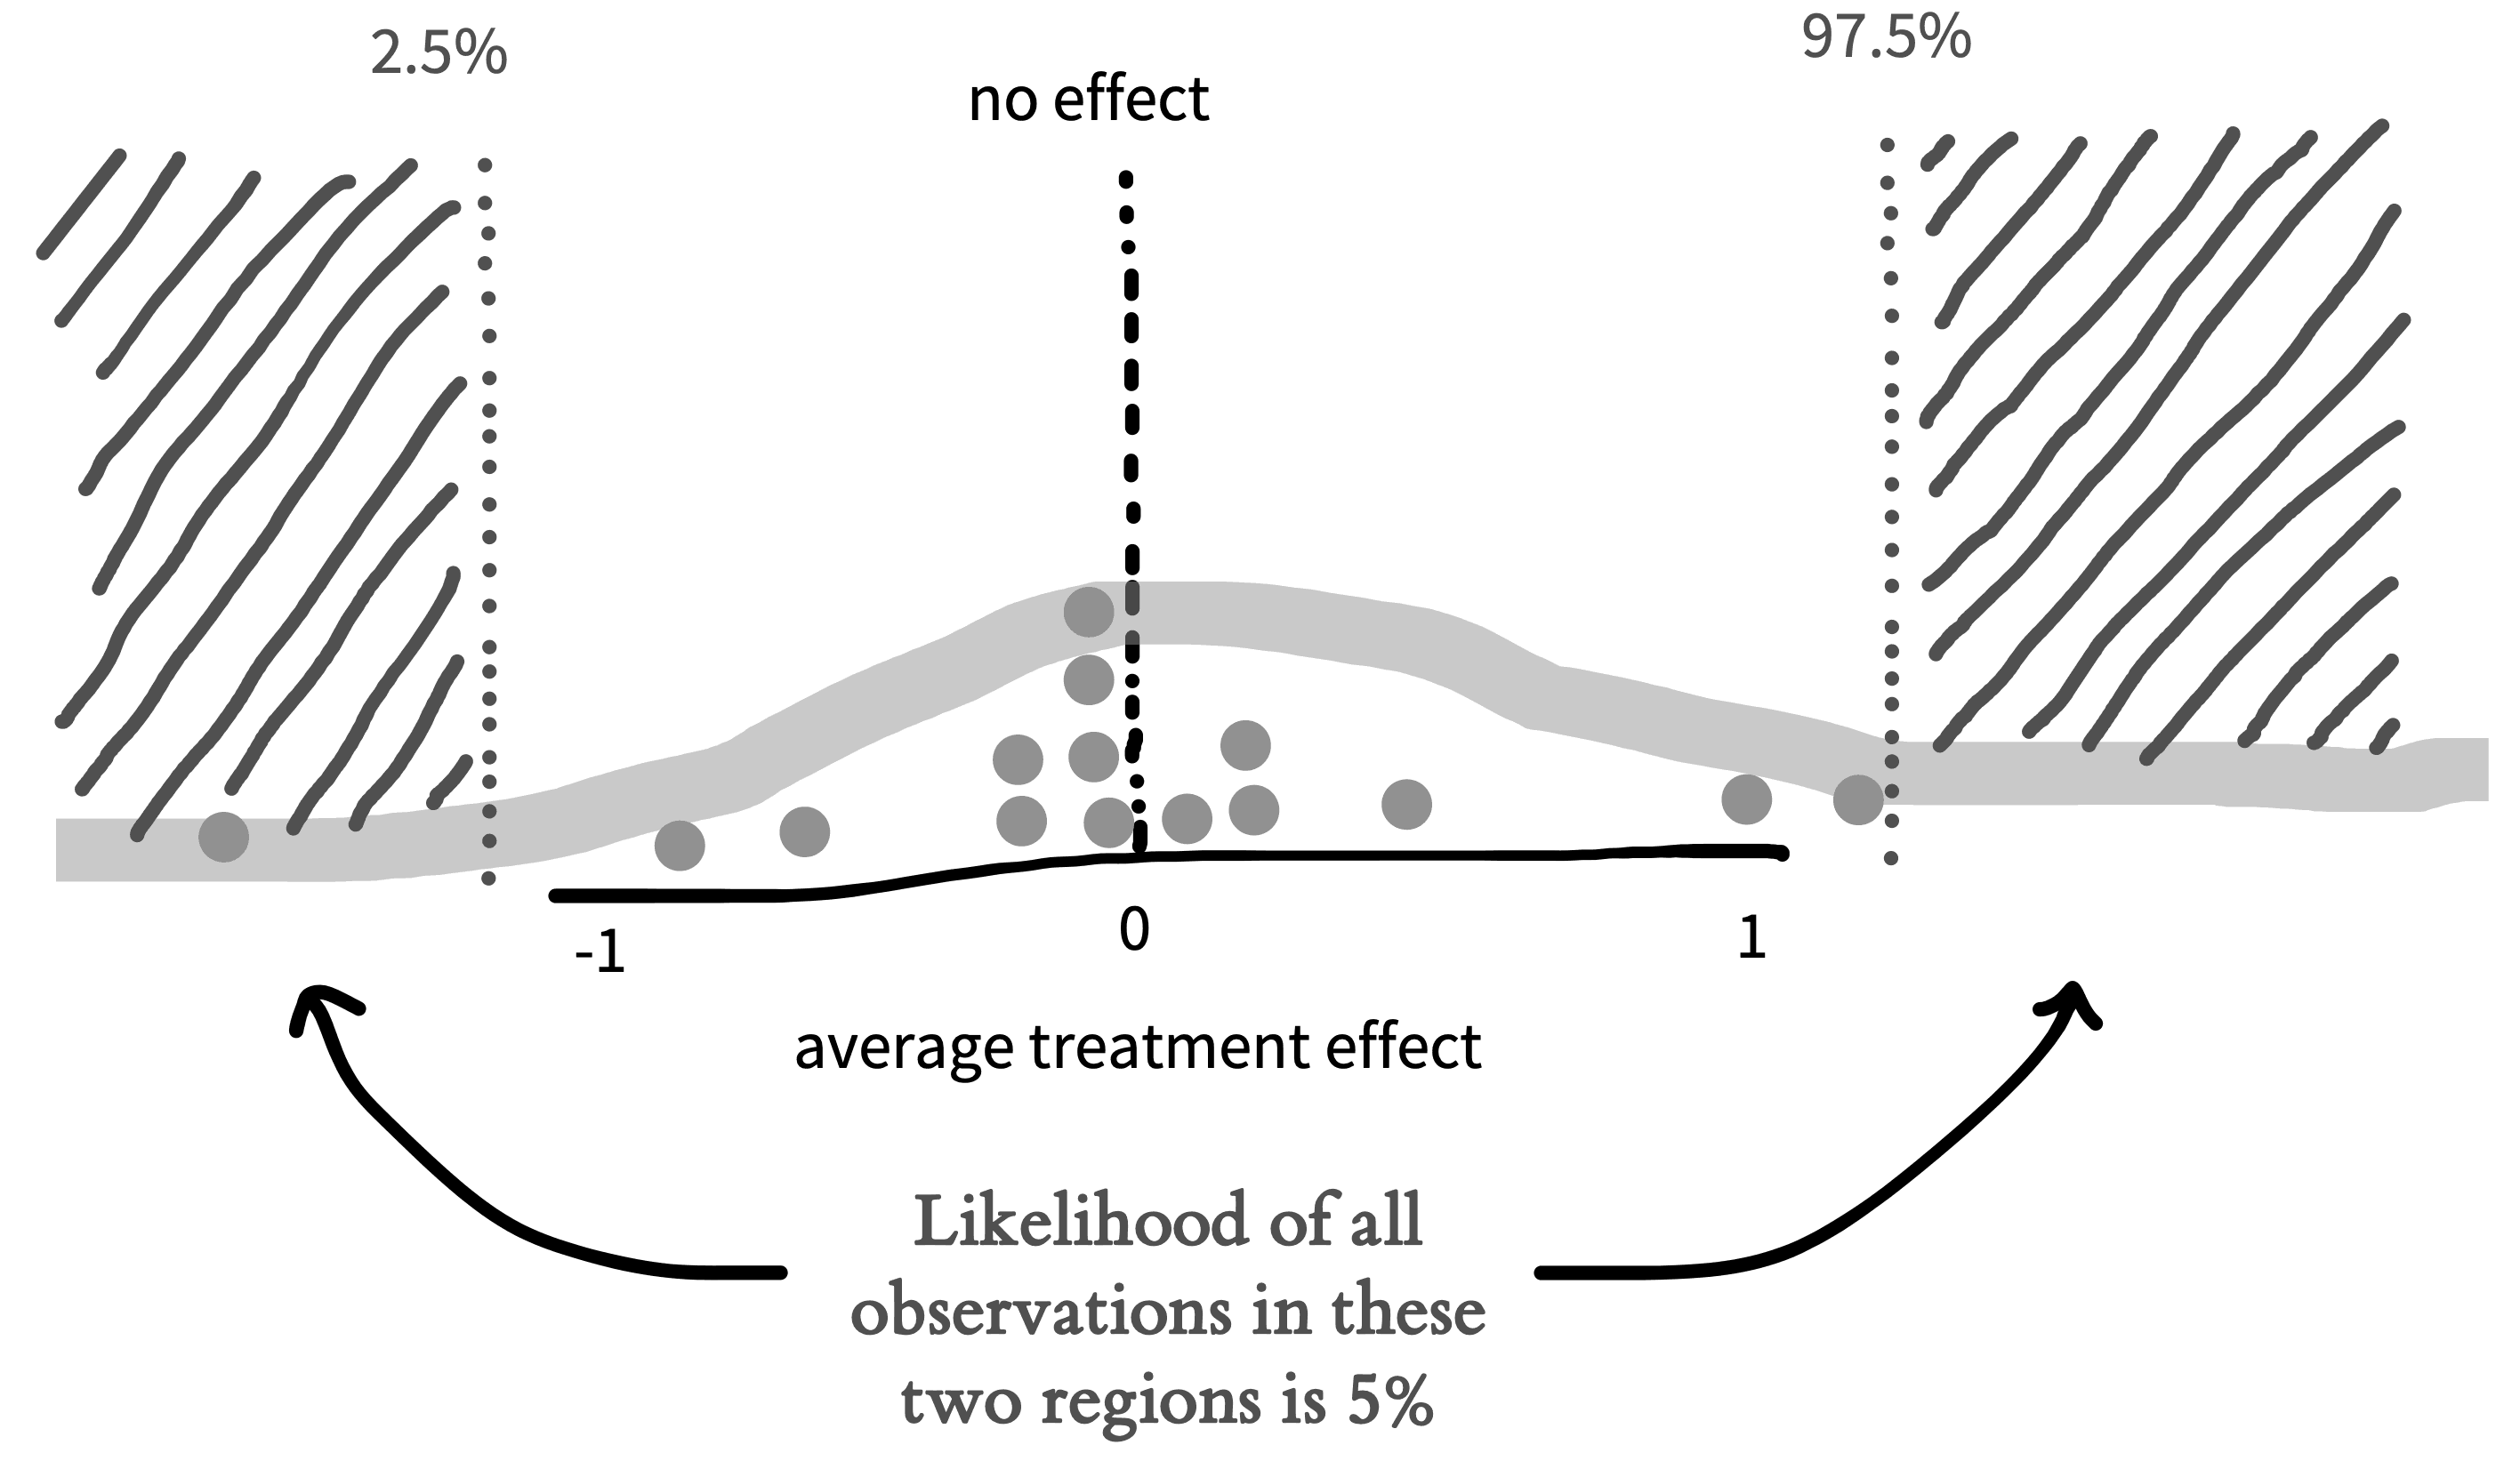 2.5%
97.5%
no effect
-1
0
1
average treatment effect
Likelihood of all
observations in these
two regions is 5%